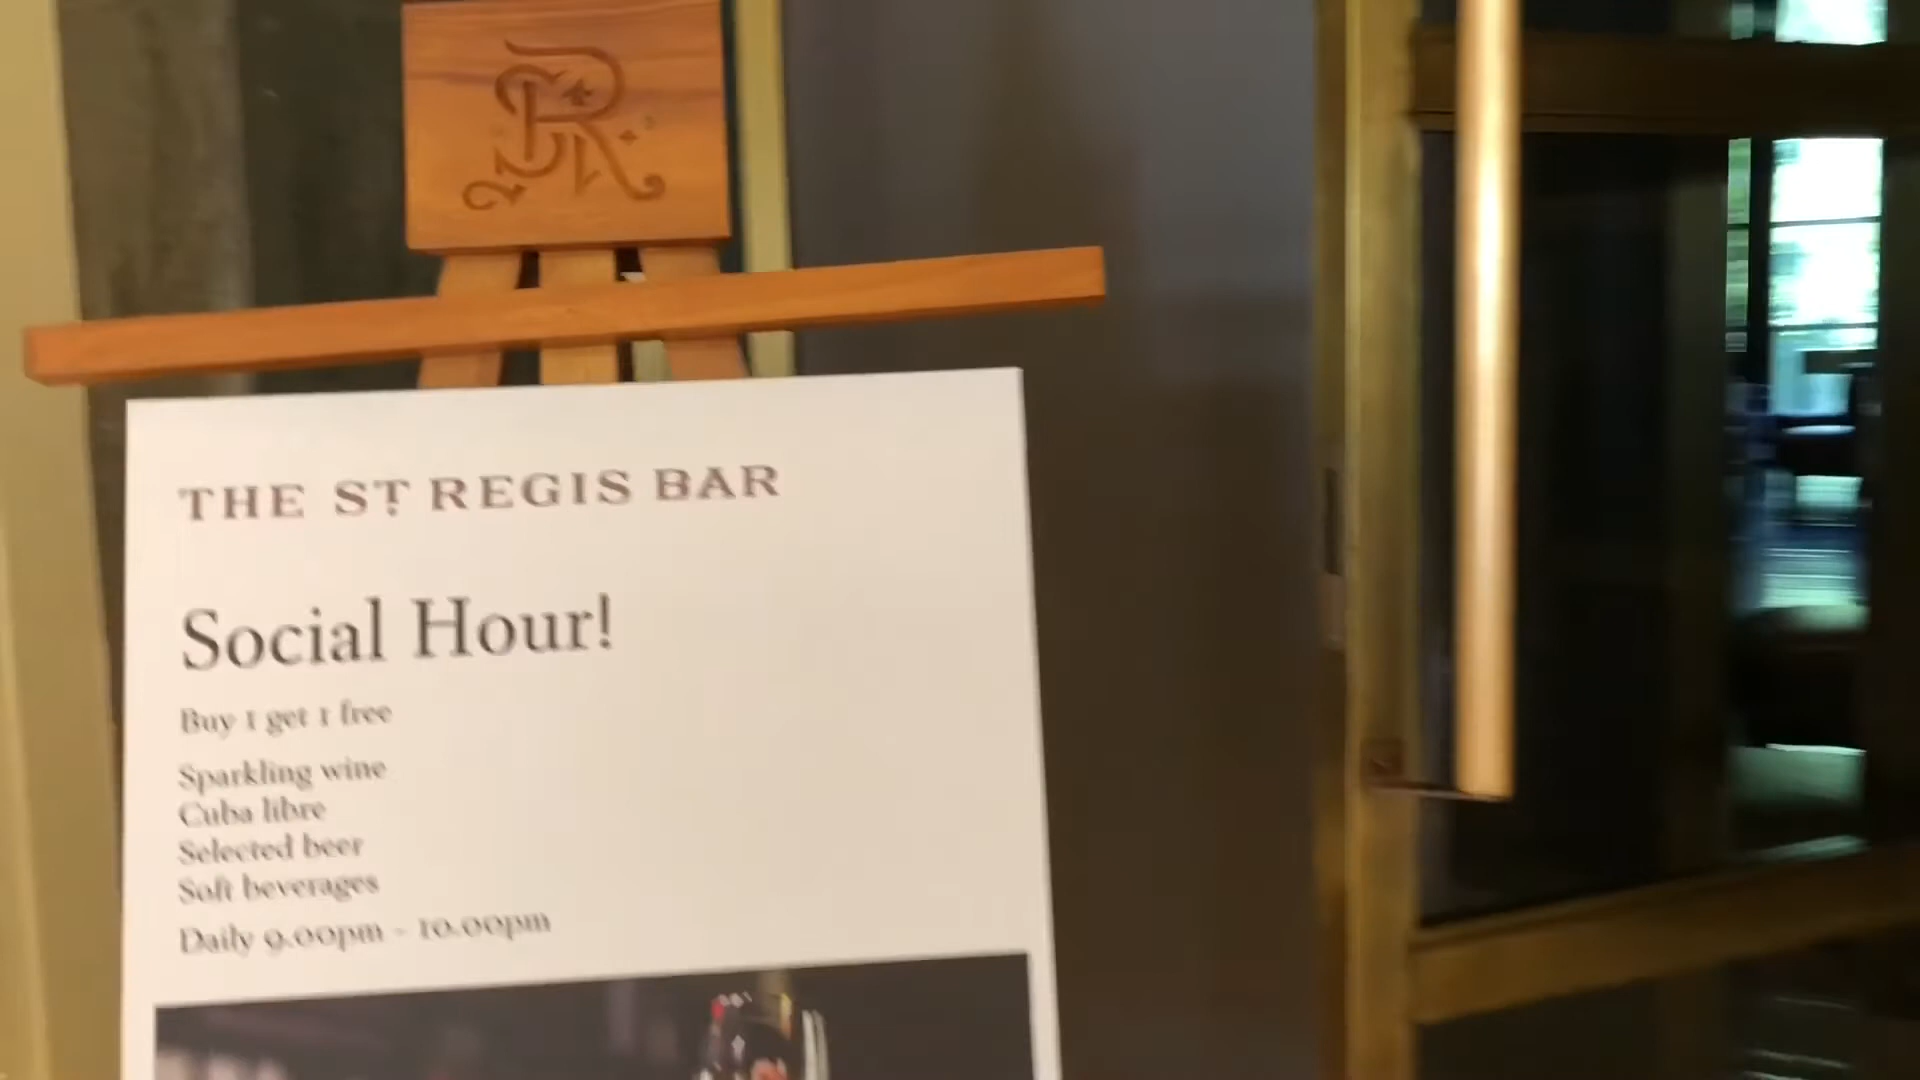 THE ST. REGIS BAR
Social Hour!
Buy 1 get 1 free
Sparkling wine
Cuba libre
Selected beer
Soft beverages
Daily 9.00pm - 10.00pm